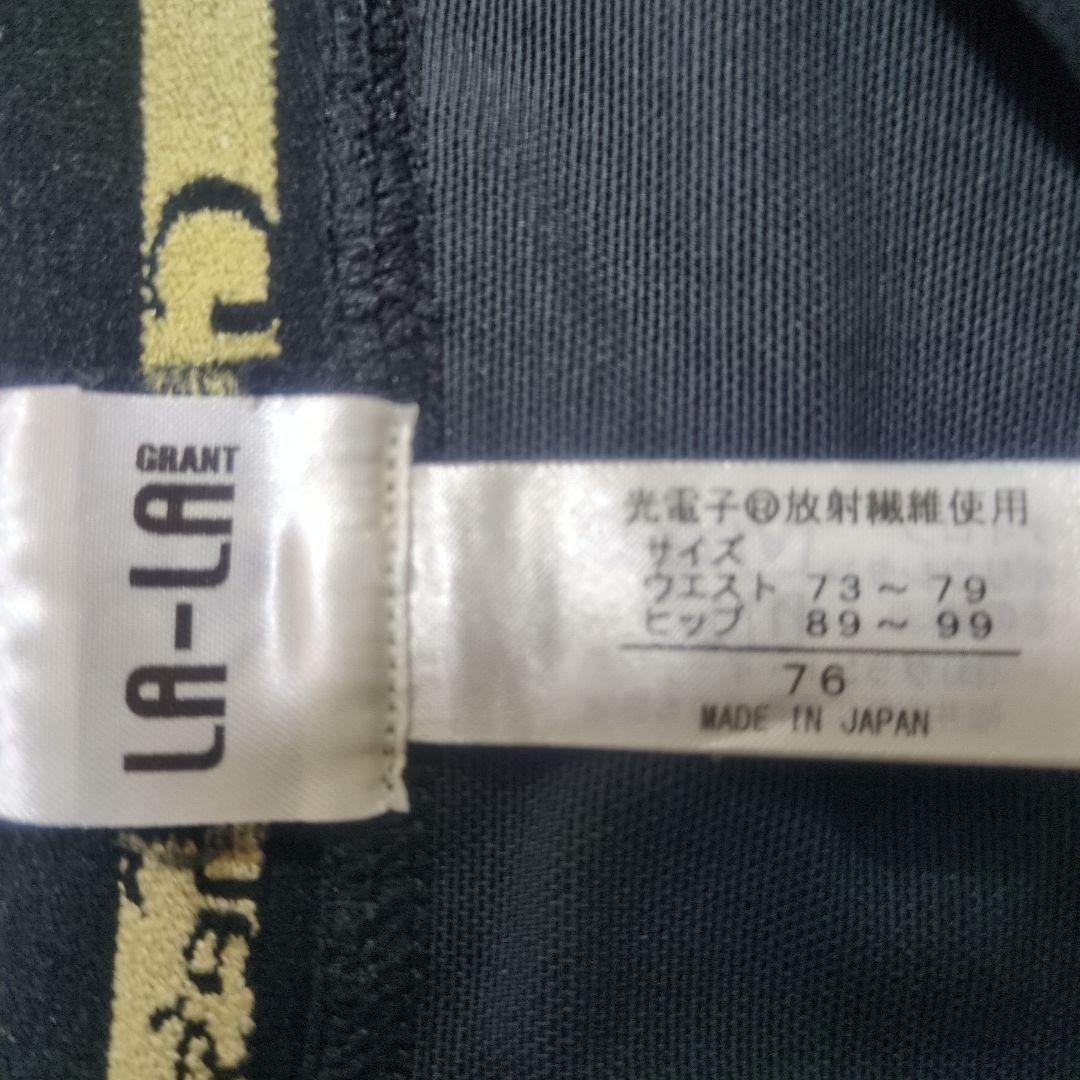 GRANT
LA-LA
光電子®放射繊維使用
サイズ
ウエスト 73～79
ヒップ 89～99
76
MADE IN JAPAN